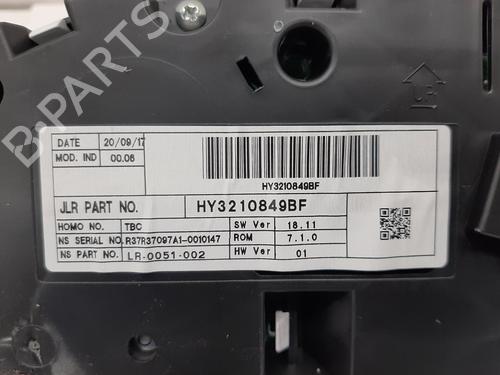 B-PARTS
UP
DATE 20/09/17
MOD. IND 00.06
HY3210849BF
JLR PART NO. HY3210849BF
HOMO NO. TBC SW Ver 18.11
NS SERIAL NO. R37R37097A1-0010147 ROM 7.1.0
NS PART NO. LR-0051-002 HW Ver 01